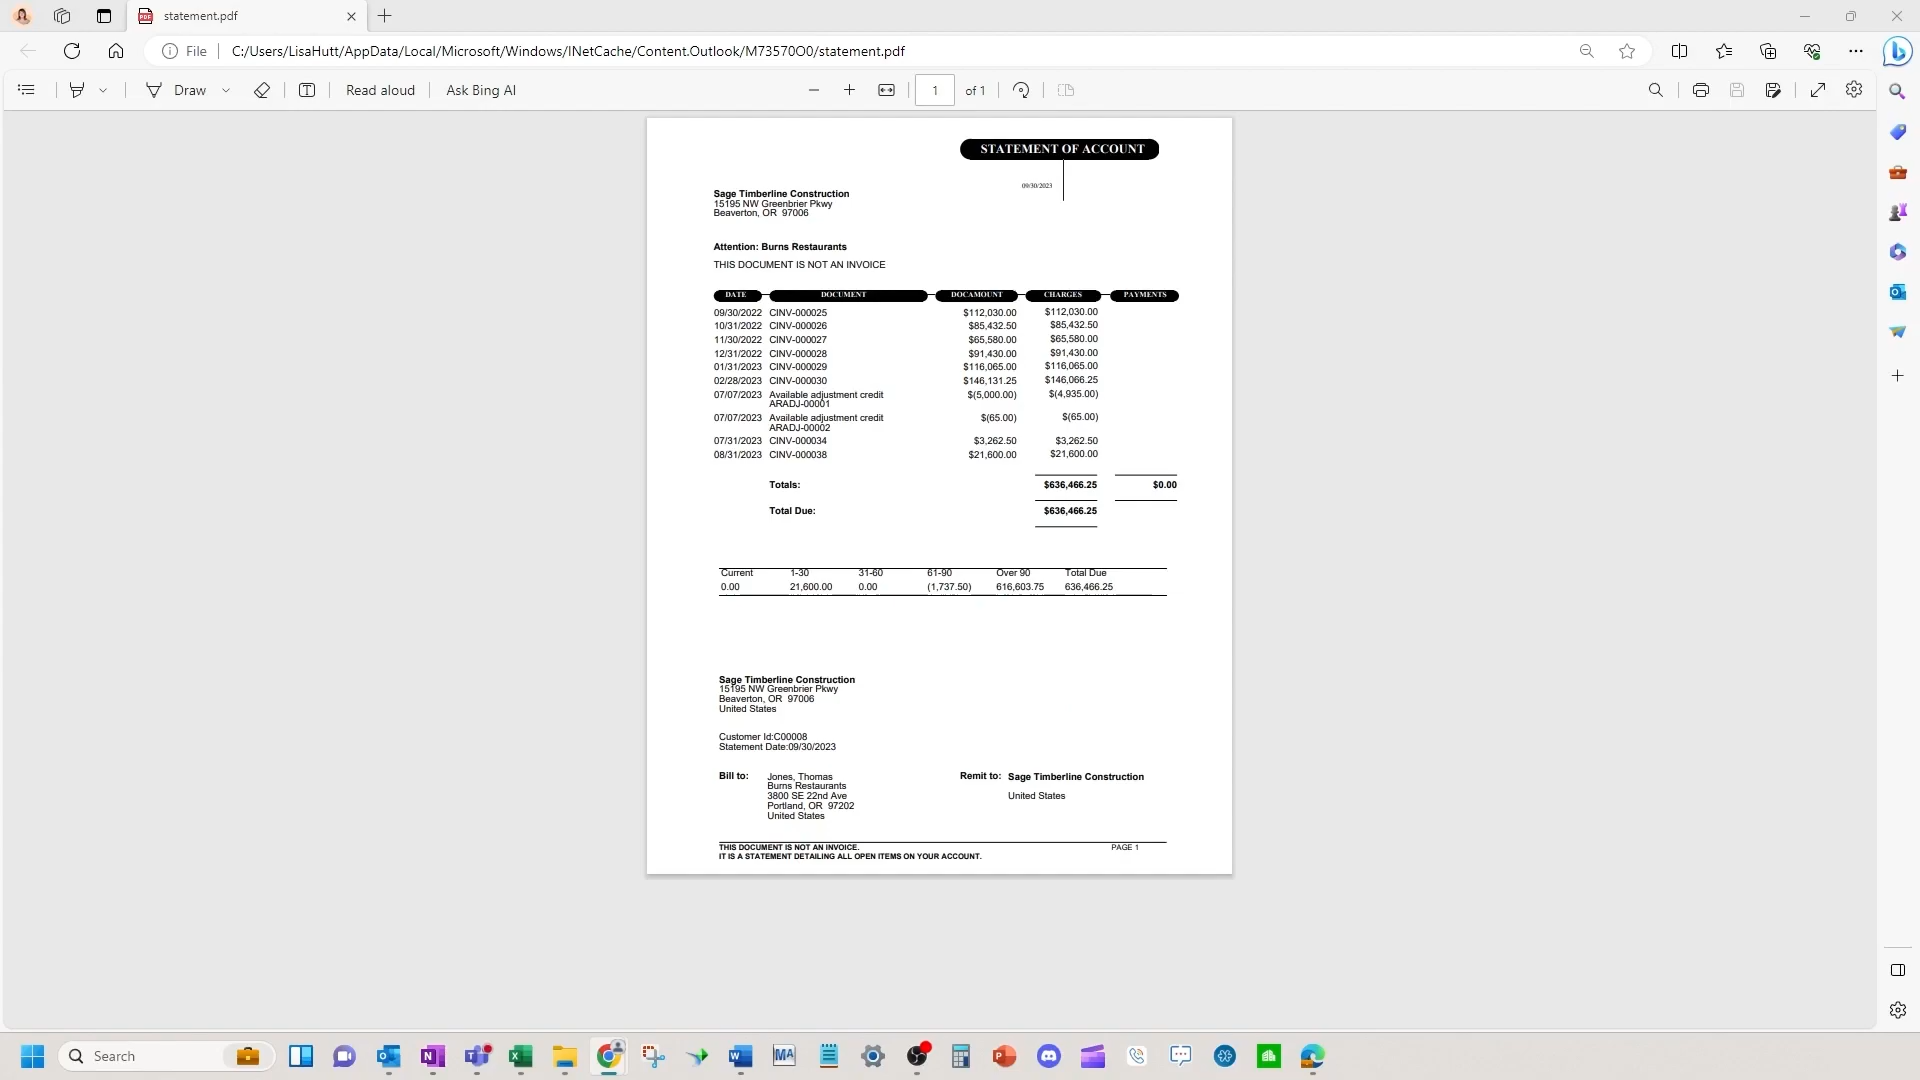 statement.pdf
File
C:/Users/LisaHutt/AppData/Local/Microsoft/Windows/INetCache/Content.Outlook/M73570O0/statement.pdf
Draw
Read aloud
Ask Bing AI
1
of 1
STATEMENT OF ACCOUNT
09/30/2023
Sage Timberline Construction
15195 NW Greenbrier Pkwy
Beaverton, OR 97006
Attention: Burns Restaurants
THIS DOCUMENT IS NOT AN INVOICE
DATE DOCUMENT DOCAMOUNT CHARGES PAYMENTS
09/30/2022 CINV-000025 $112,030.00 $112,030.00
10/31/2022 CINV-000026 $85,432.50 $85,432.50
11/30/2022 CINV-000027 $65,580.00 $65,580.00
12/31/2022 CINV-000028 $91,430.00 $91,430.00
01/31/2023 CINV-000029 $116,065.00 $116,065.00
02/28/2023 CINV-000030 $146,131.25 $146,066.25
07/07/2023 Available adjustment credit $(5,000.00) $(4,935.00)
ARADJ-00001
07/07/2023 Available adjustment credit $(65.00) $(65.00)
ARADJ-00002
07/31/2023 CINV-000034 $3,262.50 $3,262.50
08/31/2023 CINV-000038 $21,600.00 $21,600.00
Totals: $636,466.25 $0.00
Total Due: $636,466.25
Current 1-30 31-60 61-90 Over 90 Total Due
0.00 21,600.00 0.00 (1,737.50) 616,603.75 636,466.25
Sage Timberline Construction
15195 NW Greenbrier Pkwy
Beaverton, OR 97006
United States
Customer Id:C00008
Statement Date:09/30/2023
Bill to: Jones, Thomas
Burns Restaurants
3800 SE 22nd Ave
Portland, OR 97202
United States
Remit to: Sage Timberline Construction
United States
THIS DOCUMENT IS NOT AN INVOICE.
IT IS A STATEMENT DETAILING ALL OPEN ITEMS ON YOUR ACCOUNT.
PAGE 1
Search